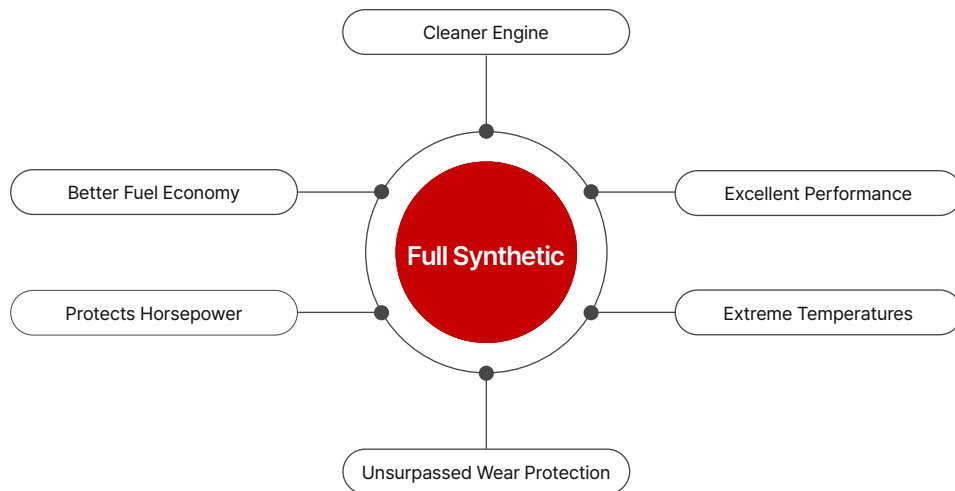 Cleaner Engine
Better Fuel Economy
Excellent Performance
Full Synthetic
Protects Horsepower
Extreme Temperatures
Unsurpassed Wear Protection